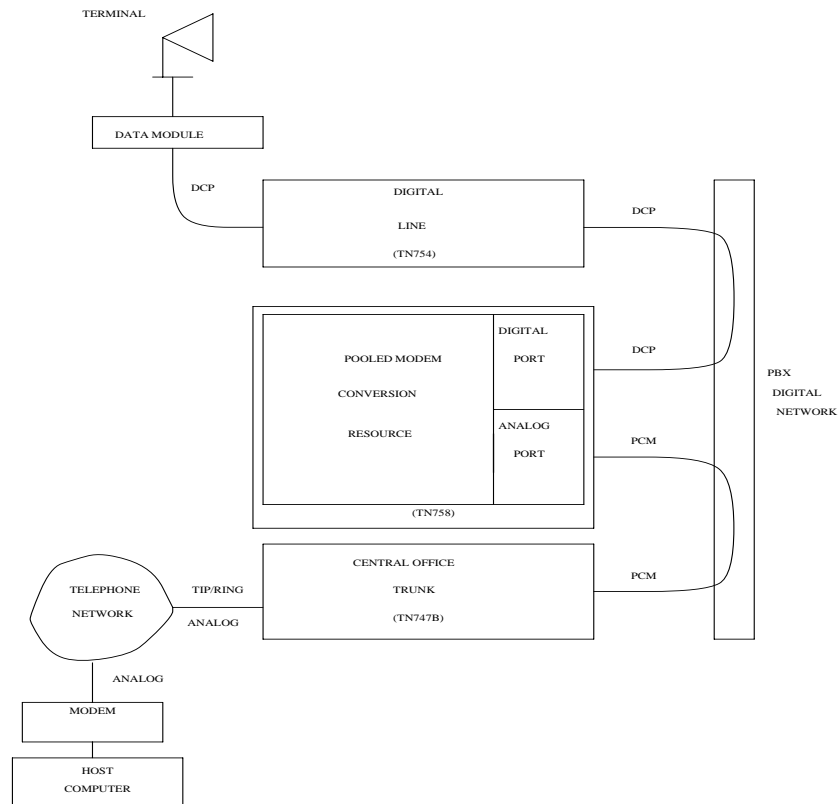 TERMINAL
DATA MODULE
DCP
DIGITAL
LINE
(TN754)
DCP
POOLED MODEM
CONVERSION
RESOURCE
DIGITAL
PORT
ANALOG
PORT
(TN758)
DCP
PCM
PBX
DIGITAL
NETWORK
CENTRAL OFFICE
TRUNK
(TN747B)
PCM
TIP/RING
ANALOG
TELEPHONE
NETWORK
ANALOG
MODEM
HOST
COMPUTER